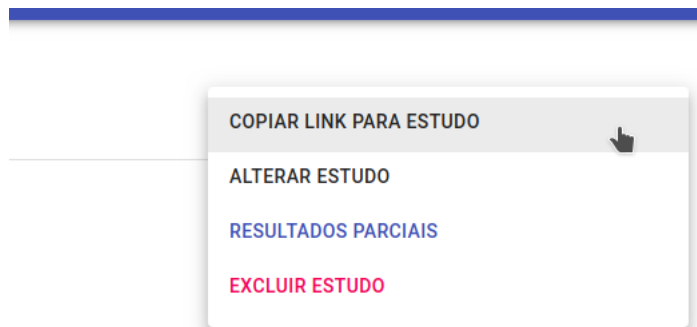 COPIAR LINK PARA ESTUDO
ALTERAR ESTUDO
RESULTADOS PARCIAIS
EXCLUIR ESTUDO